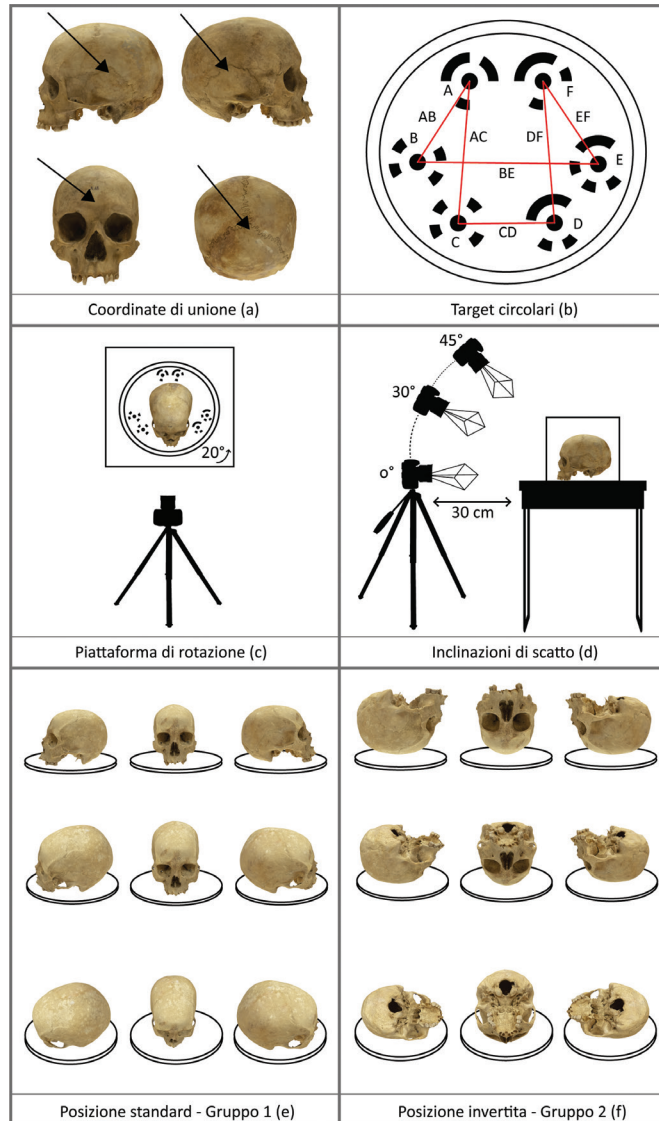 Coordinate di unione (a)
A
F
AB
EF
AC
DF
B
E
BE
C
D
CD
Target circolari (b)
20°
Piattaforma di rotazione (c)
45°
30°
0°
30 cm
Inclinazioni di scatto (d)
Posizione standard - Gruppo 1 (e)
Posizione invertita - Gruppo 2 (f)